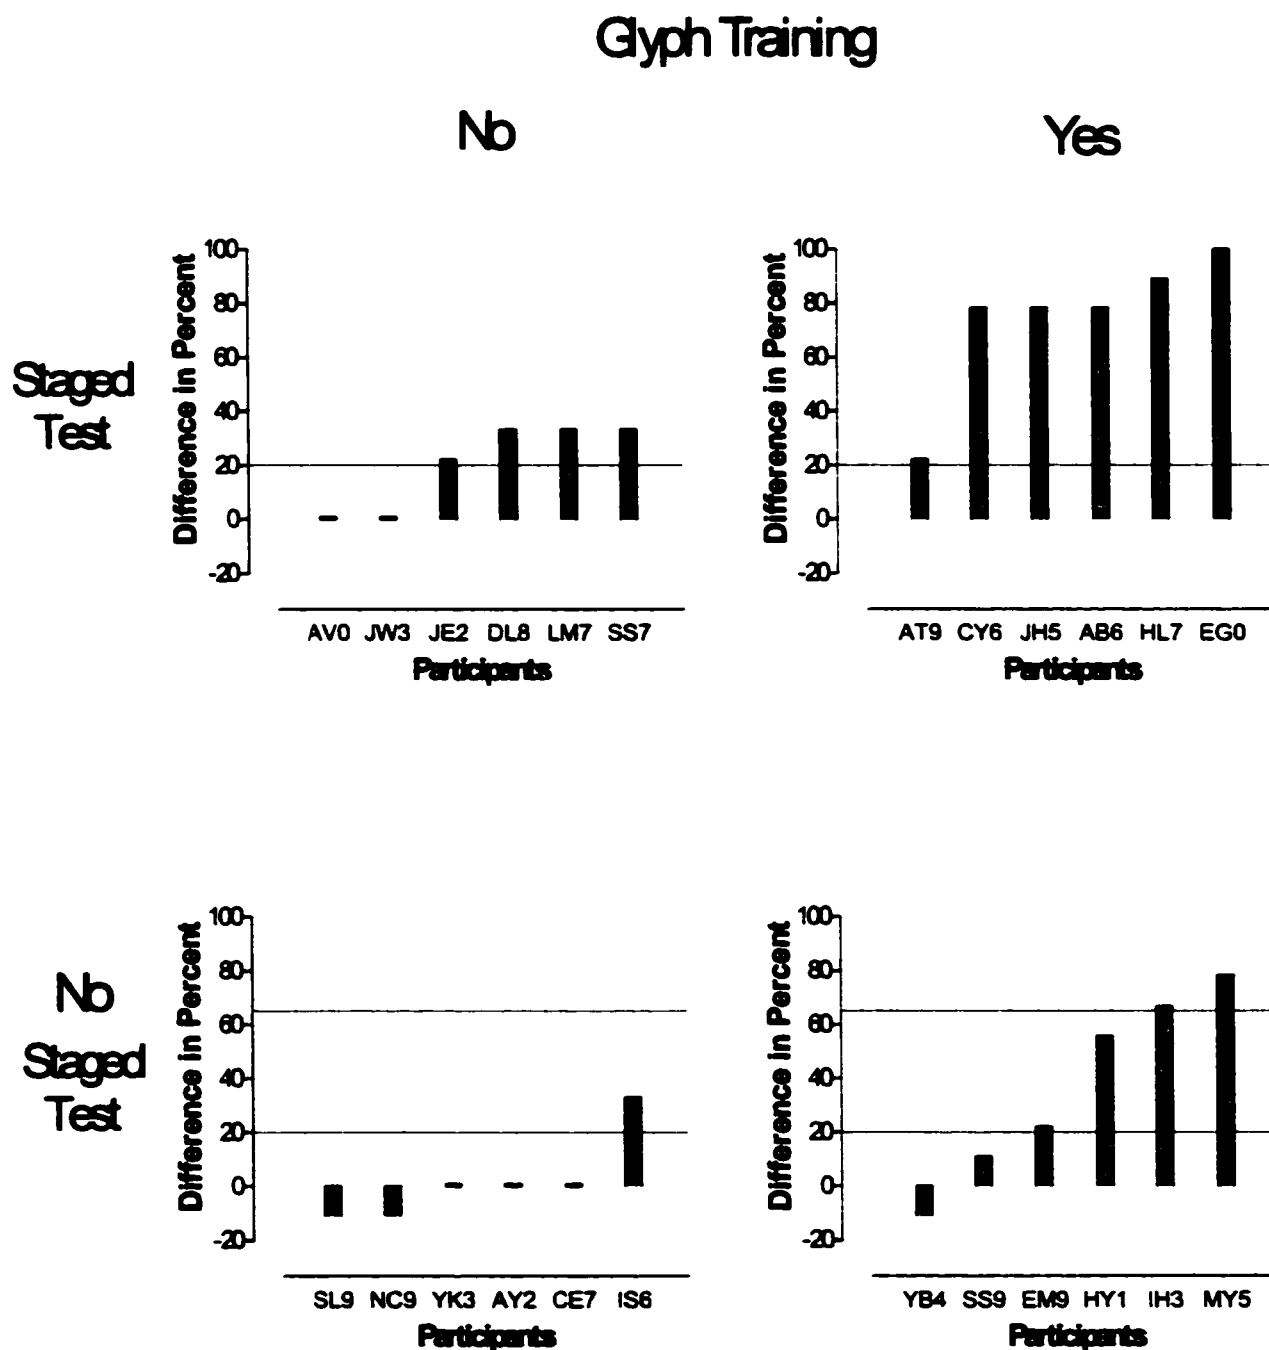 Glyph Training
No Yes
Staged
Test
Difference in Percent
100
80
60
40
20
0
-20
AV0 JW3 JE2 DL8 LM7 SS7
Participants
Difference in Percent
100
80
60
40
20
0
-20
AT9 CY6 JH5 AB6 HL7 EG0
Participants
No
Staged
Test
Difference in Percent
100
80
60
40
20
0
-20
SL9 NC9 YK3 AY2 CE7 IS6
Participants
Difference in Percent
100
80
60
40
20
0
-20
YB4 SS9 EM9 HY1 IH3 MY5
Participants